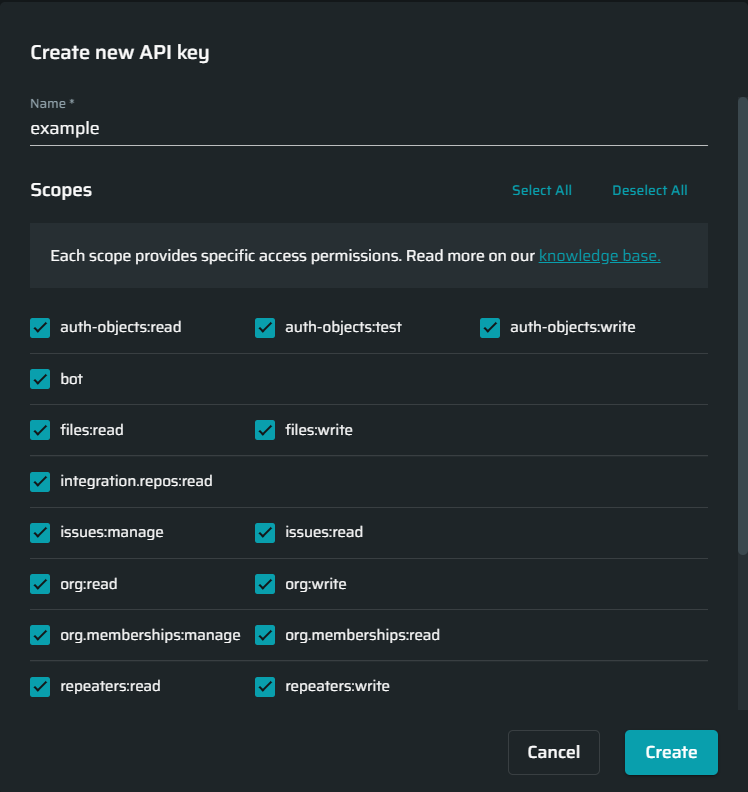 Create new API key
Name *
example
Scopes Select All Deselect All
Each scope provides specific access permissions. Read more on our knowledge base.
auth-objects:read auth-objects:test auth-objects:write
bot
files:read files:write
integration.repos:read
issues:manage issues:read
org:read org:write
org.memberships:manage org.memberships:read
repeaters:read repeaters:write
Cancel Create